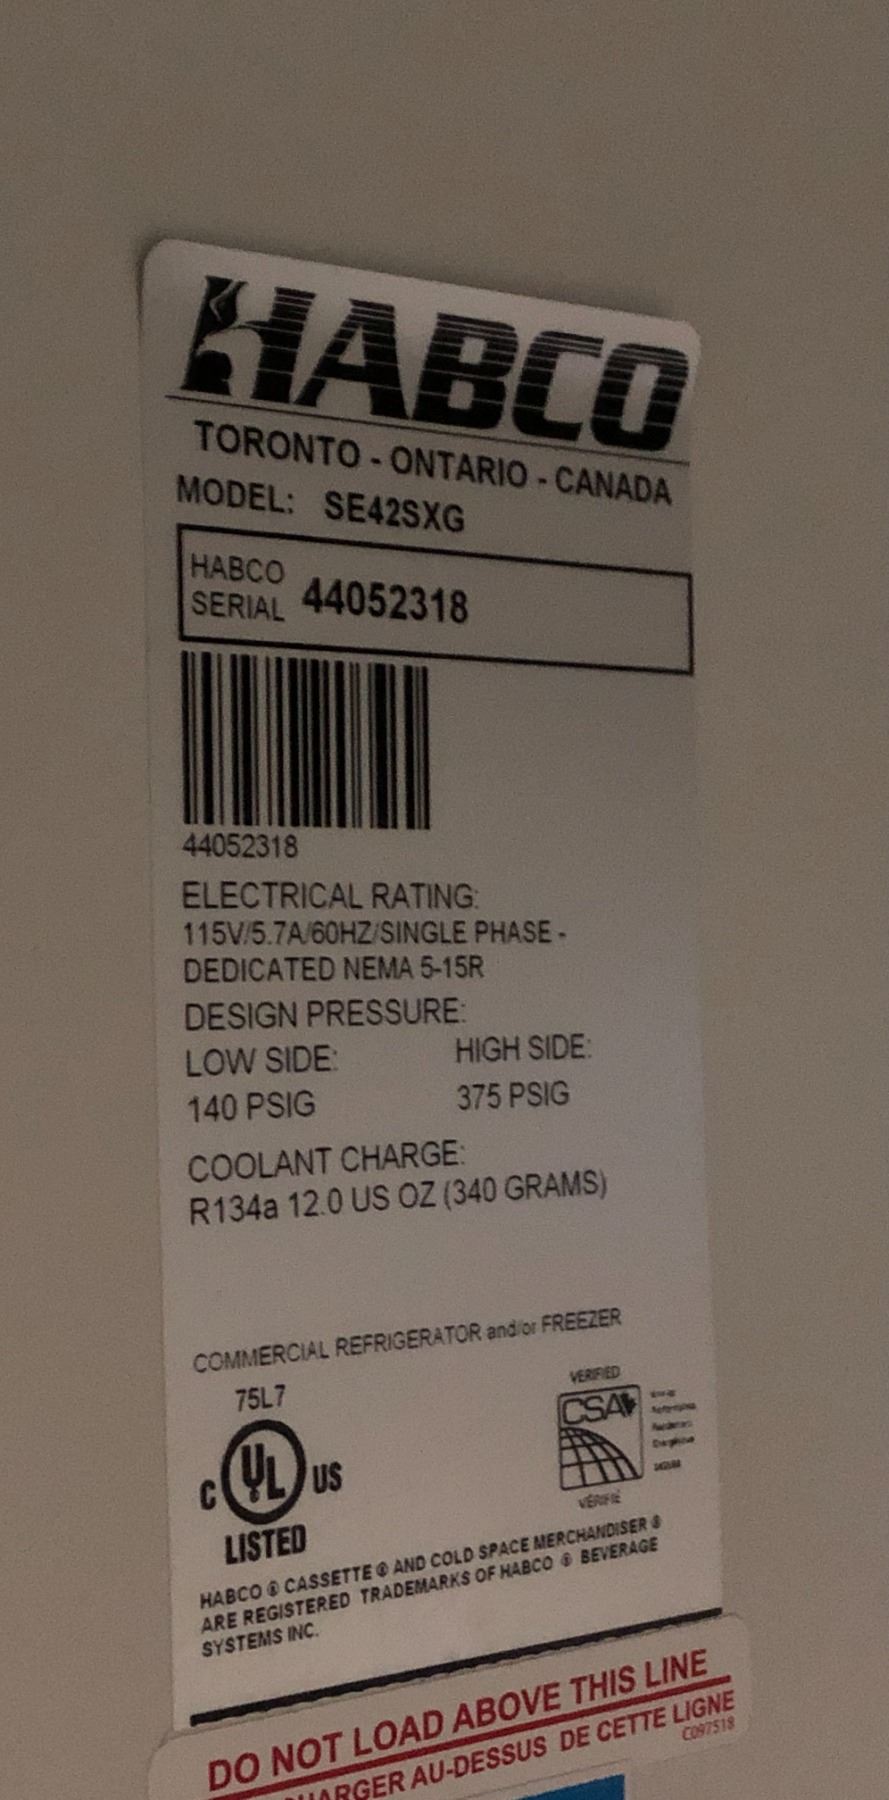 HABCO
TORONTO - ONTARIO - CANADA
MODEL: SE42SXG
HABCO
SERIAL 44052318
44052318
ELECTRICAL RATING:
115V/5.7A/60HZ/SINGLE PHASE -
DEDICATED NEMA 5-15R
DESIGN PRESSURE:
LOW SIDE: HIGH SIDE:
140 PSIG 375 PSIG
COOLANT CHARGE:
R134a 12.0 US OZ (340 GRAMS)
COMMERCIAL REFRIGERATOR and/or FREEZER
75L7
C UL US
LISTED
VERIFIED
CSA
VÉRIFIÉ
HABCO ® CASSETTE ® AND COLD SPACE MERCHANDISER ®
ARE REGISTERED TRADEMARKS OF HABCO ® BEVERAGE
SYSTEMS INC.
DO NOT LOAD ABOVE THIS LINE
AU-DESSUS DE CETTE LIGNE
C097518